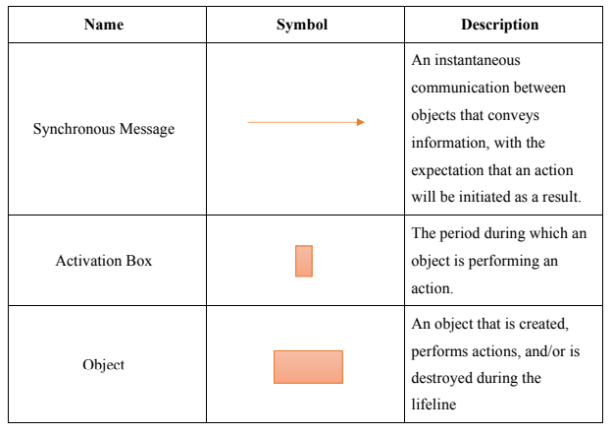 Name Symbol Description
Synchronous Message
An instantaneous
communication between
objects that conveys
information, with the
expectation that an action
will be initiated as a result.
Activation Box
The period during which an
object is performing an
action.
Object
An object that is created,
performs actions, and/or is
destroyed during the
lifeline